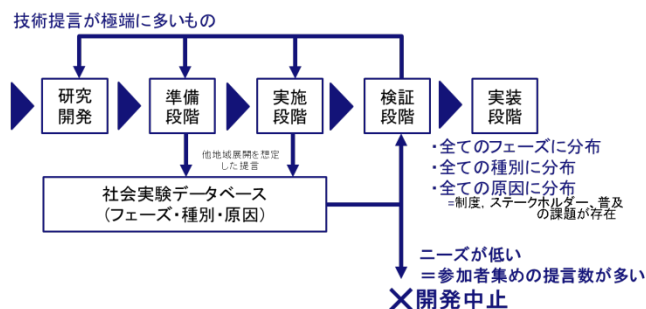 技術提言が極端に多いもの
研究
開発
準備
段階
実施
段階
検証
段階
実装
段階
他地域展開を想定
した提言
・全てのフェーズに分布
・全ての種別に分布
・全ての原因に分布
=制度，ステークホルダー、普及
の課題が存在
社会実験データベース
(フェーズ・種別・原因)
ニーズが低い
＝参加者集めの提言数が多い
×開発中止